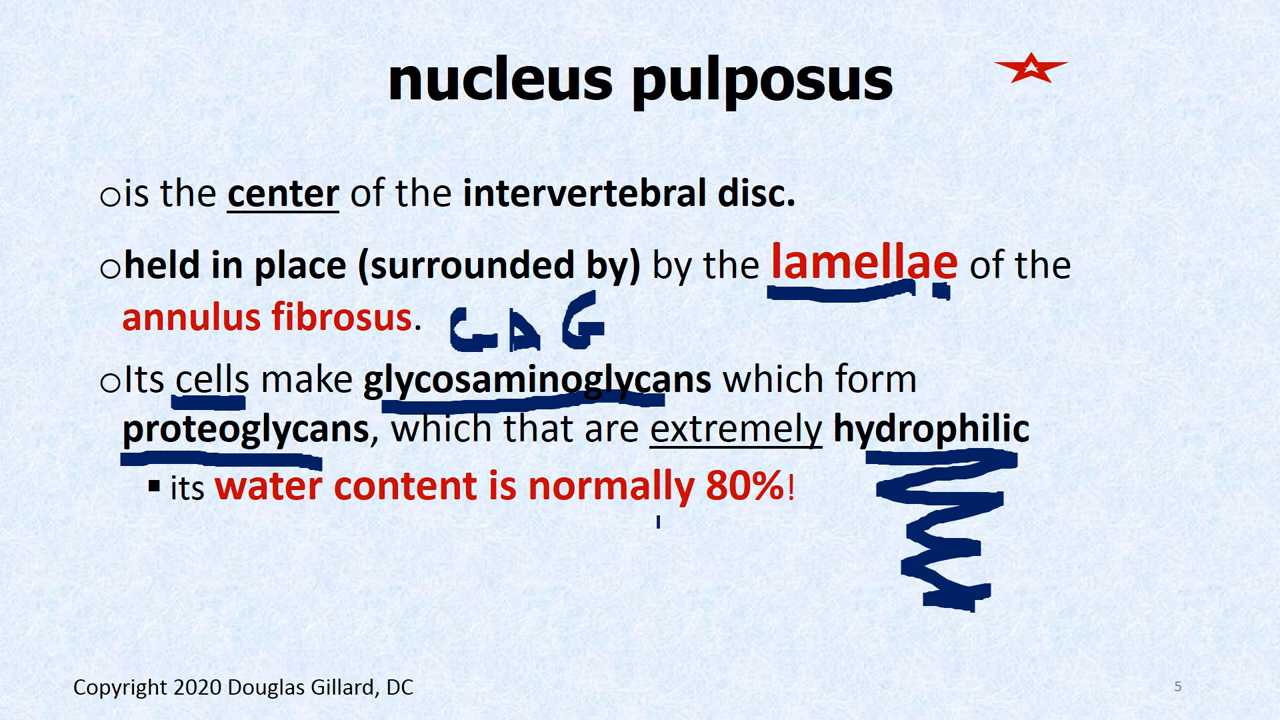 nucleus pulposus
○is the center of the intervertebral disc.
○held in place (surrounded by) by the lamellae of the
annulus fibrosus.
GAG
○Its cells make glycosaminoglycans which form
proteoglycans, which that are extremely hydrophilic
▪ its water content is normally 80%!
Copyright 2020 Douglas Gillard, DC
5